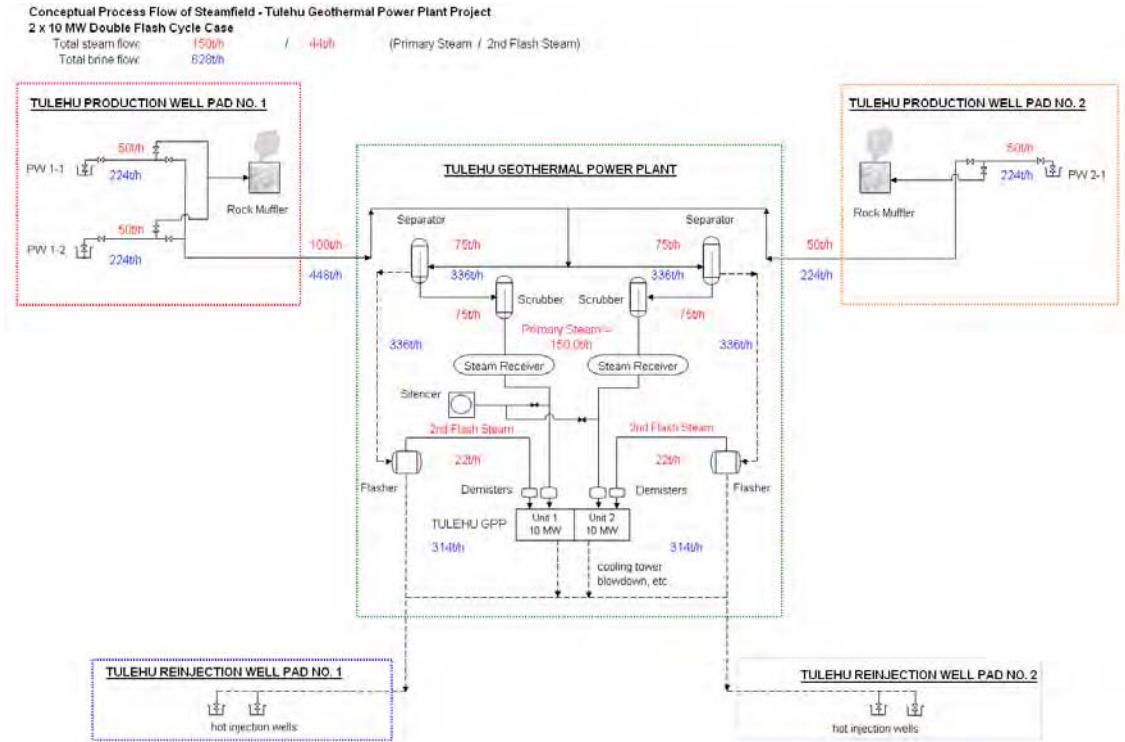 Conceptual Process Flow of Steamfield - Tulehu Geothermal Power Plant Project
2 x 10 MW Double Flash Cycle Case
Total steam flow: 150t/h / 44t/h (Primary Steam / 2nd Flash Steam)
Total brine flow: 628t/h
TULEHU PRODUCTION WELL PAD NO. 1
50t/h
PW 1-1
224t/h
Rock Muffler
50t/h
PW 1-2
224t/h
100t/h
448t/h
TULEHU PRODUCTION WELL PAD NO. 2
50t/h
224t/h
PW 2-1
Rock Muffler
50t/h
224t/h
TULEHU GEOTHERMAL POWER PLANT
Separator
Separator
75t/h
75t/h
336t/h
336t/h
Scrubber
Scrubber
75t/h
75t/h
Primary Steam =
150.0t/h
336t/h
336t/h
Steam Receiver
Steam Receiver
Silencer
2nd Flash Steam
2nd Flash Steam
22t/h
22t/h
Flasher
Demisters
Demisters
Flasher
TULEHU GPP
Unit 1
10 MW
Unit 2
10 MW
314t/h
314t/h
cooling tower
blowdown, etc
TULEHU REINJECTION WELL PAD NO. 1
hot injection wells
TULEHU REINJECTION WELL PAD NO. 2
hot injection wells